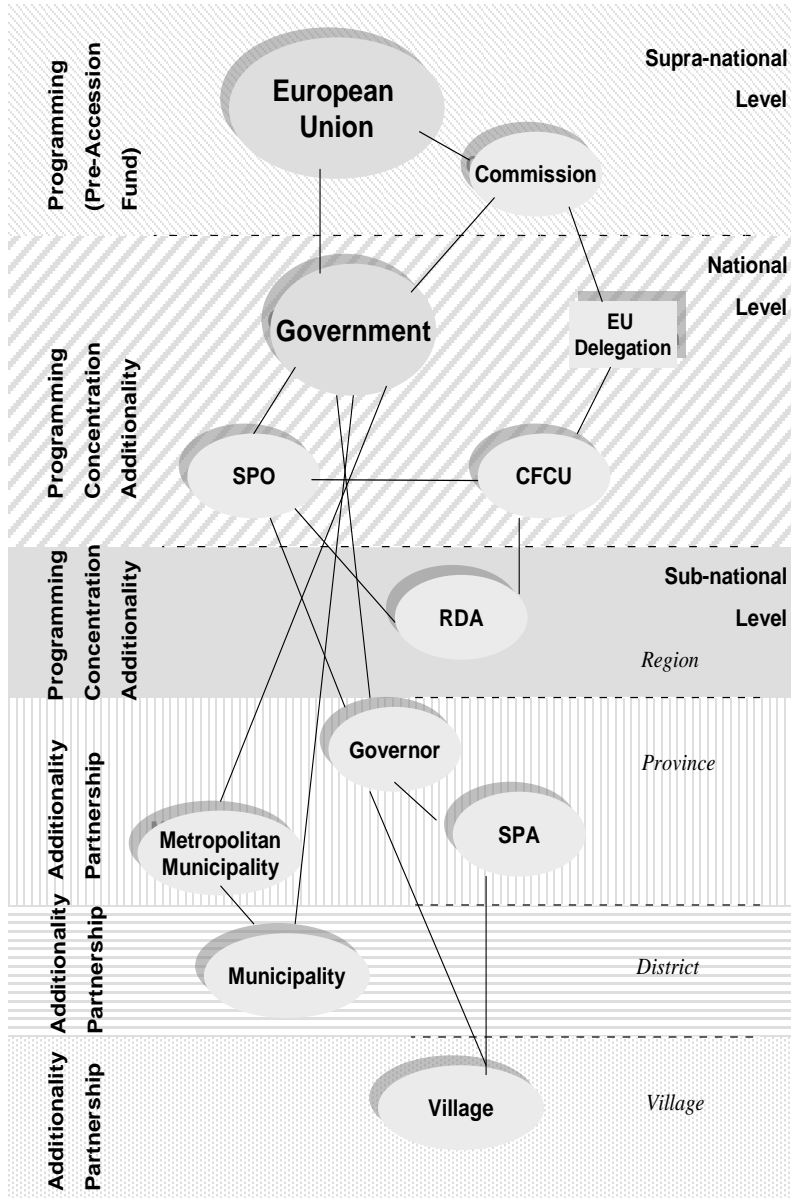 Programming
(Pre-Accession
Fund)
European
Union
Commission
Supra-national
Level
Programming
Concentration
Additionality
Government
EU
Delegation
SPO
CFCU
National
Level
Programming
Concentration
Additionality
RDA
Sub-national
Level
Region
Additionality
Partnership
Governor
Metropolitan
Municipality
SPA
Province
Additionality
Partnership
Municipality
District
Additionality
Partnership
Village
Village